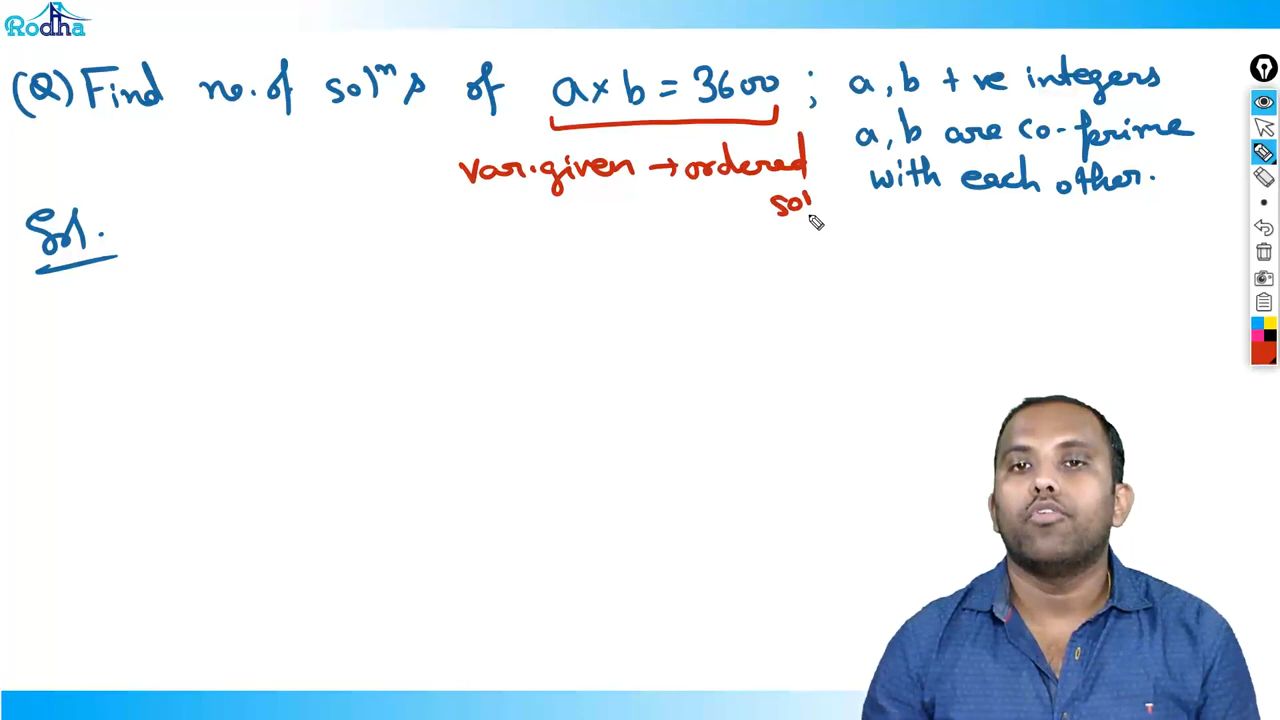 Rodha
(Q) Find no. of solⁿs of a × b = 3600 ; a, b +ve integers
a, b are co-prime
with each other.
var. given → ordered
sol
Sol.